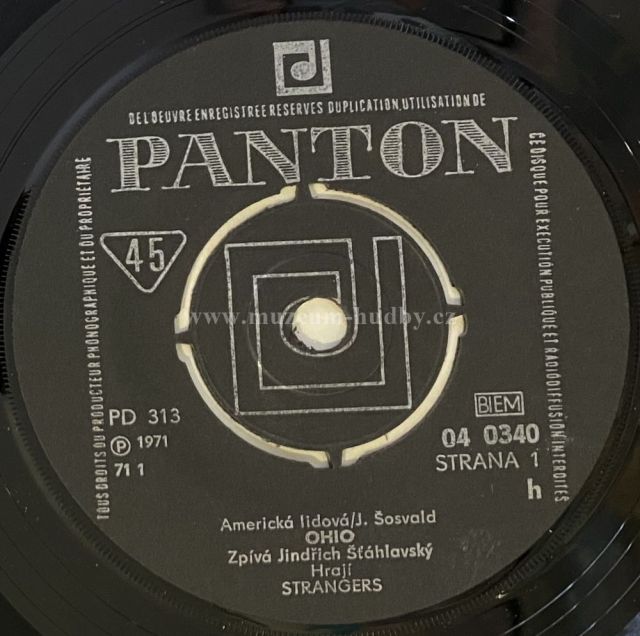 DE L'OEUVRE ENREGISTREE RESERVES DUPLICATION, UTILISATION DE
PANTON
TOUS DROITS DU PRODUCTEUR PHONOGRAPHIQUE ET DU PROPRIÉTAIRE
CE DISQUE POUR EXECUTION PUBLIQUE ET RADIODIFFUSION INTERDITES
45
www.muzeum-hudby.cz
PD 313
℗ 1971
71 1
BIEM
04 0340
STRANA 1
h
Americká lidová/J. Šosvald
OHIO
Zpívá Jindřich Šťáhlavský
Hrají
STRANGERS